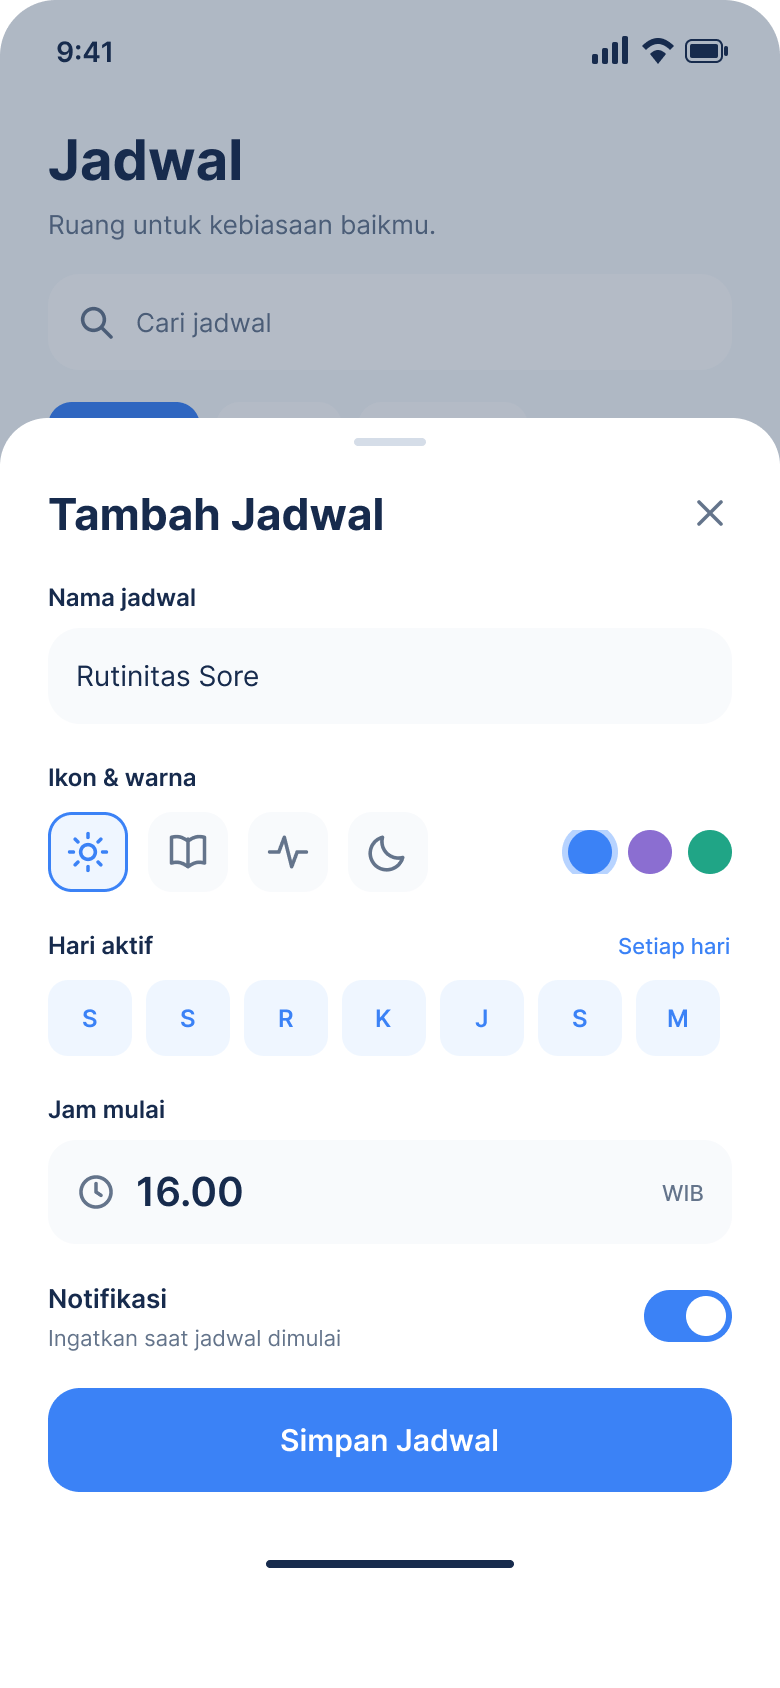 9:41
Jadwal
Ruang untuk kebiasaan baikmu.
Cari jadwal
Tambah Jadwal
Nama jadwal
Rutinitas Sore
Ikon & warna
Hari aktif
Setiap hari
S S R K J S M
Jam mulai
16.00
WIB
Notifikasi
Ingatkan saat jadwal dimulai
Simpan Jadwal